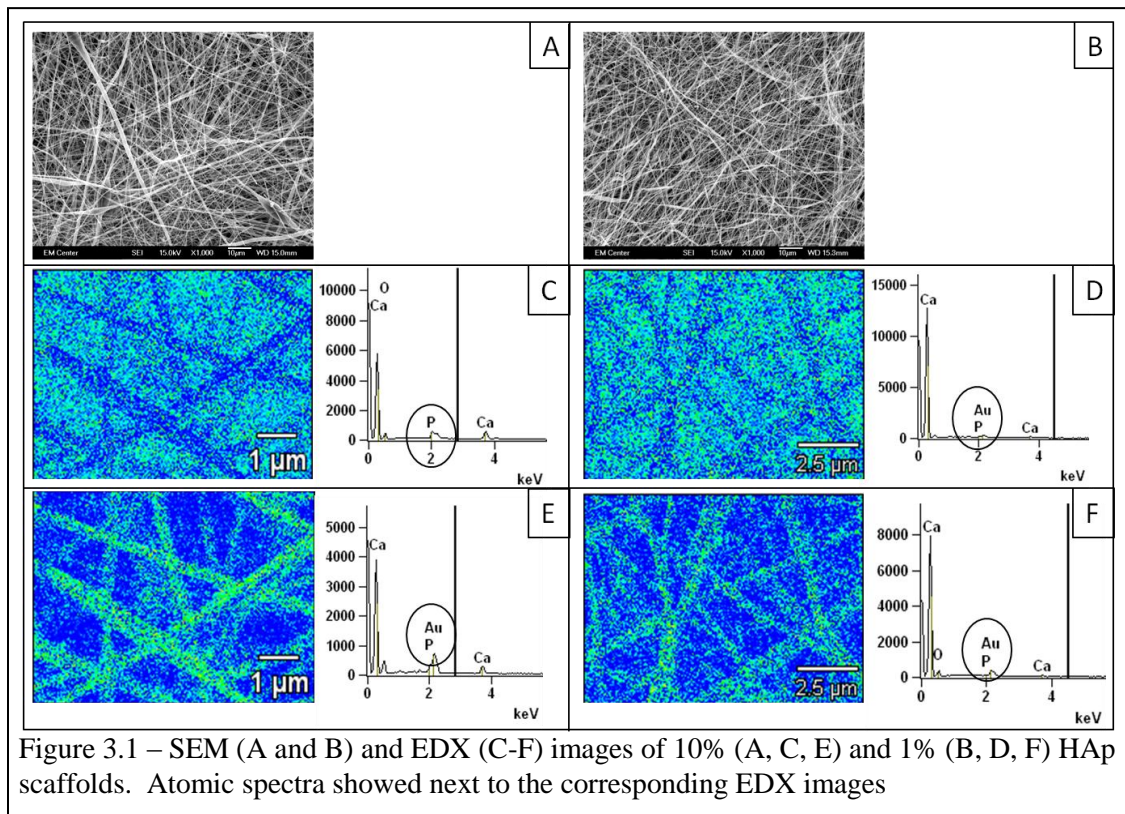 A
B
EM Center SEI 15.0kV X1,000 10µm WD 15.0mm
EM Center SEI 15.0kV X1,000 10µm WD 15.3mm
C
10000
8000
6000
4000
2000
0
O
Ca
P
Ca
0 2 4
keV
1 µm
D
15000
10000
5000
0
Ca
Au
P
Ca
0 2 4
keV
2.5 µm
E
5000
4000
3000
2000
1000
0
Ca
Au
P
Ca
0 2 4
keV
1 µm
F
8000
6000
4000
2000
0
Ca
O
Au
P
Ca
0 2 4
keV
2.5 µm
Figure 3.1 – SEM (A and B) and EDX (C-F) images of 10% (A, C, E) and 1% (B, D, F) HAp
scaffolds. Atomic spectra showed next to the corresponding EDX images